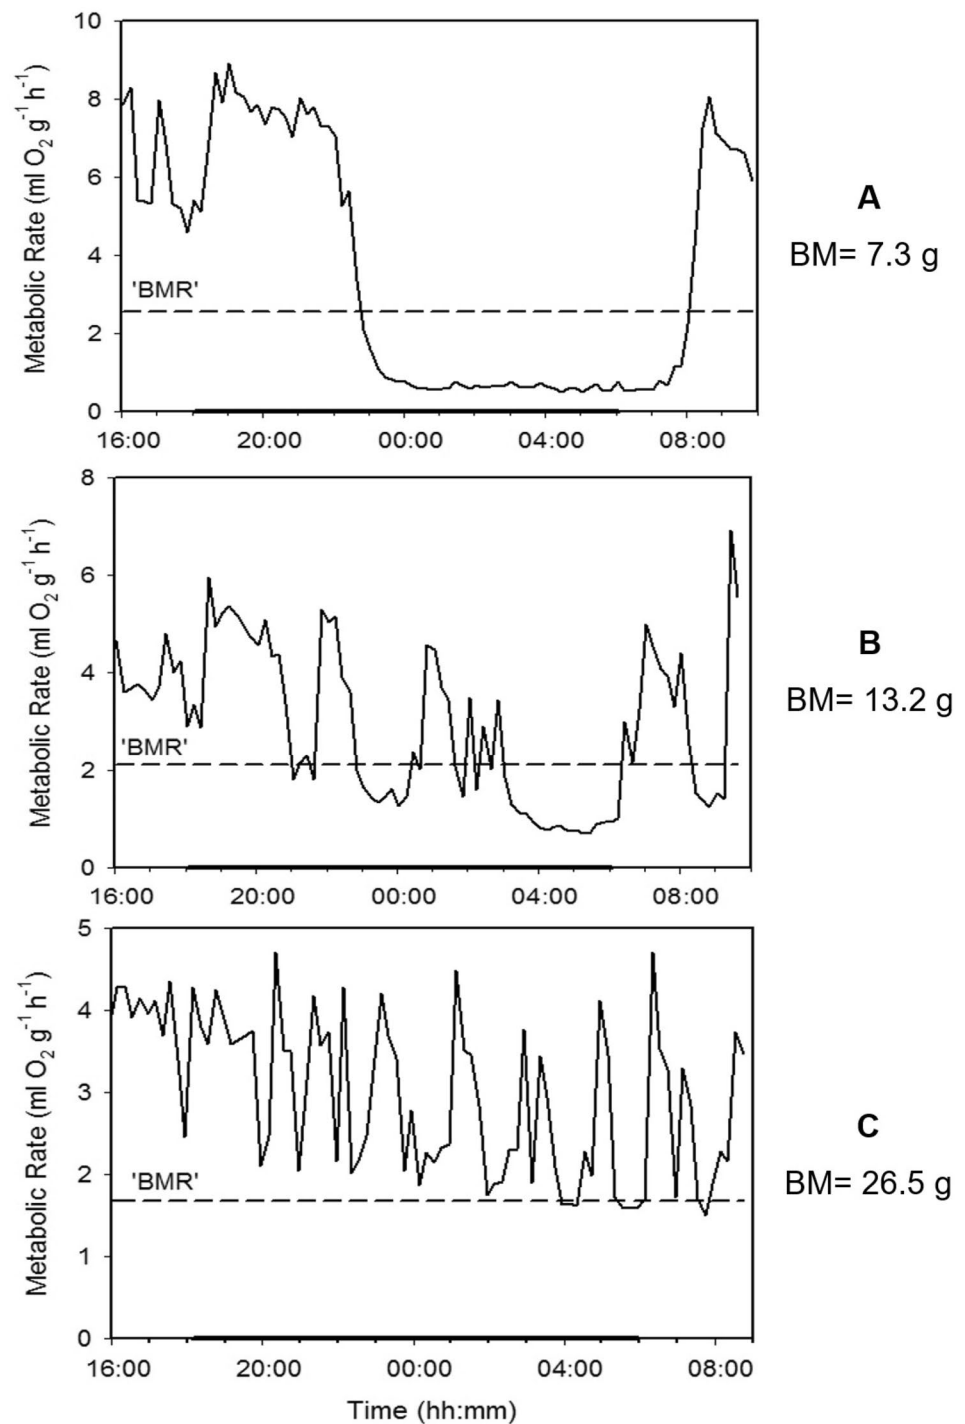 10
8
6
4
2
0
Metabolic Rate (ml O2 g-1 h-1)
'BMR'
16:00 20:00 00:00 04:00 08:00
A
BM= 7.3 g
8
6
4
2
0
Metabolic Rate (ml O2 g-1 h-1)
'BMR'
16:00 20:00 00:00 04:00 08:00
B
BM= 13.2 g
5
4
3
2
1
0
Metabolic Rate (ml O2 g-1 h-1)
'BMR'
16:00 20:00 00:00 04:00 08:00
C
BM= 26.5 g
Time (hh:mm)